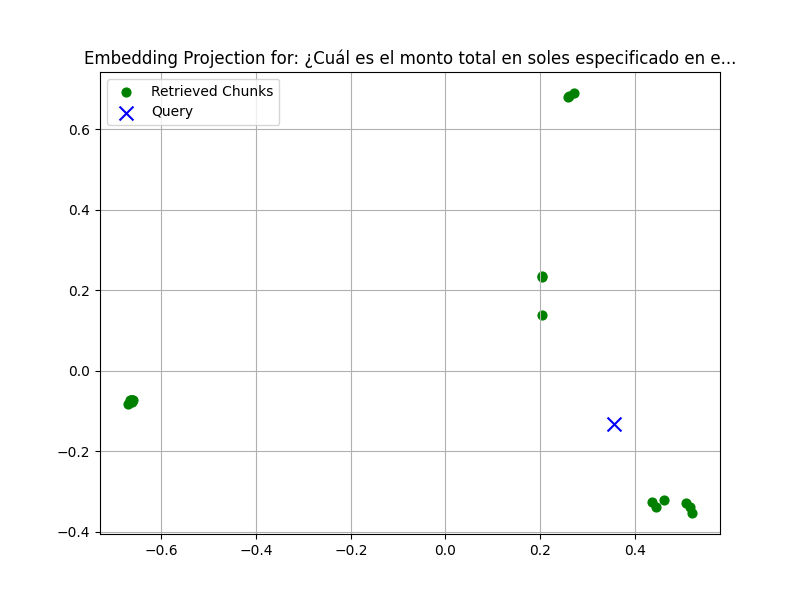 Embedding Projection for: ¿Cuál es el monto total en soles especificado en e...
Retrieved Chunks
Query
0.6
0.4
0.2
0.0
−0.2
−0.4
−0.6 −0.4 −0.2 0.0 0.2 0.4